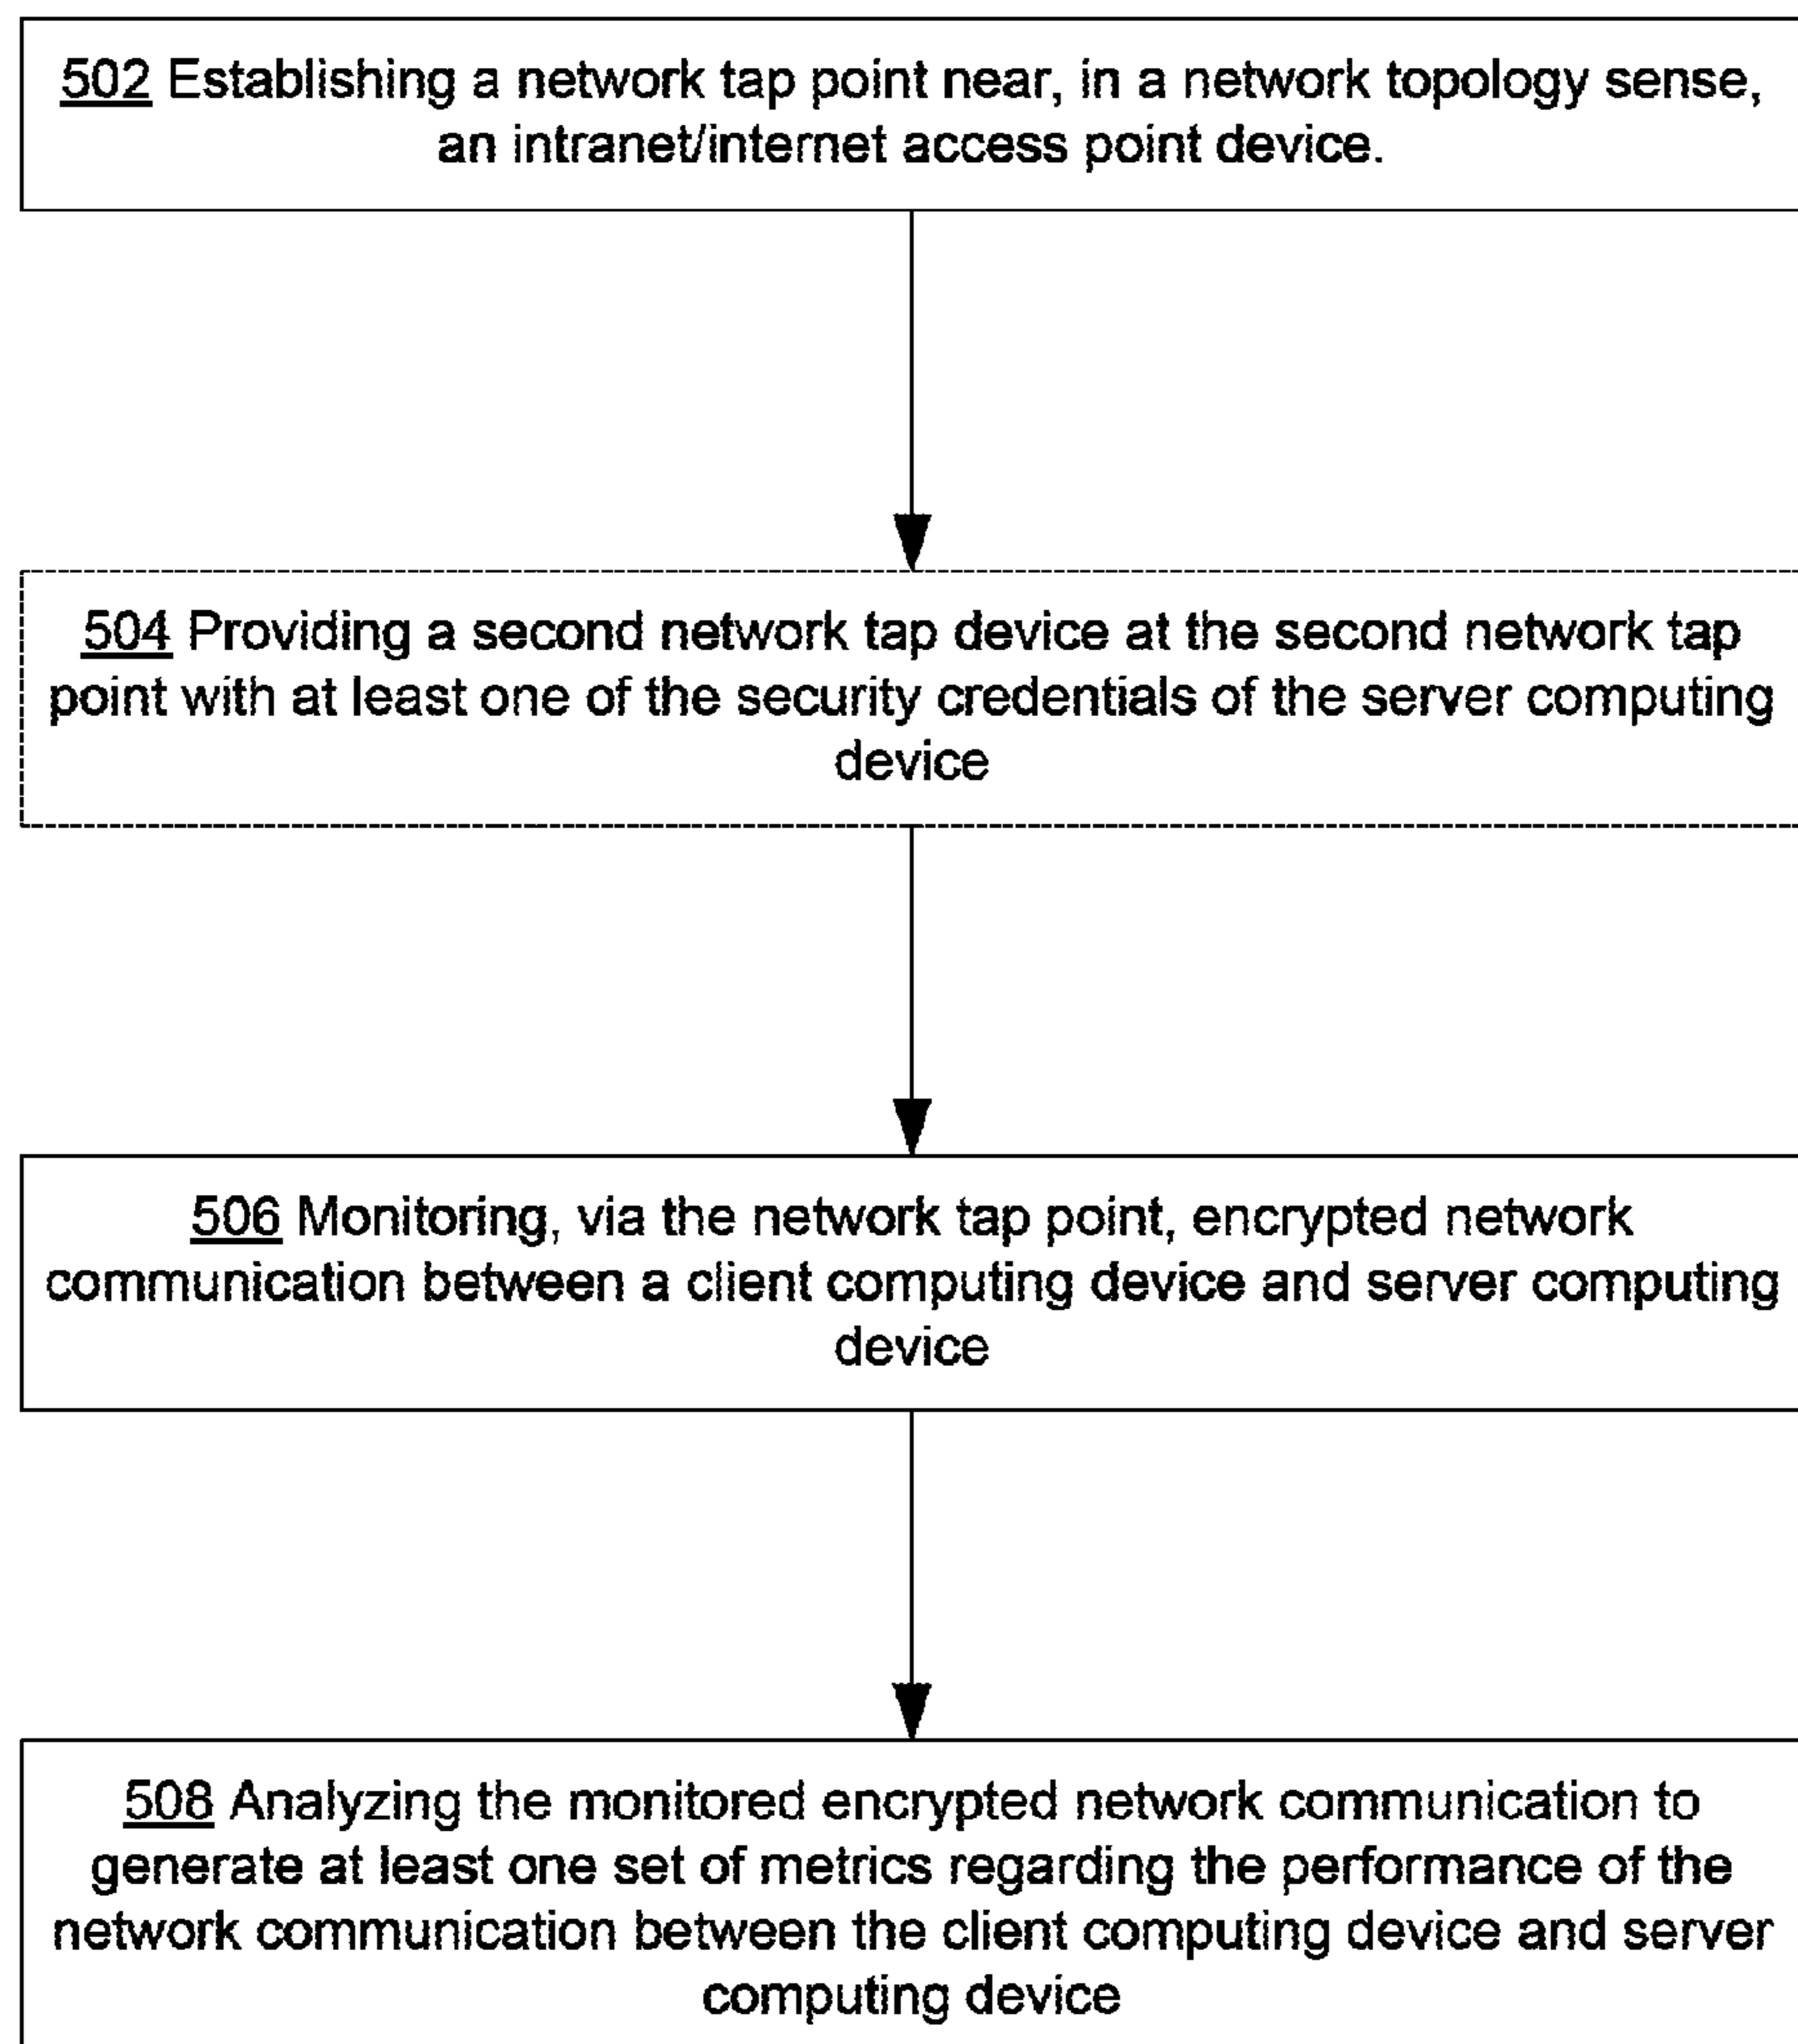 502 Establishing a network tap point near, in a network topology sense,
an intranet/internet access point device.
504 Providing a second network tap device at the second network tap
point with at least one of the security credentials of the server computing
device
506 Monitoring, via the network tap point, encrypted network
communication between a client computing device and server computing
device
508 Analyzing the monitored encrypted network communication to
generate at least one set of metrics regarding the performance of the
network communication between the client computing device and server
computing device